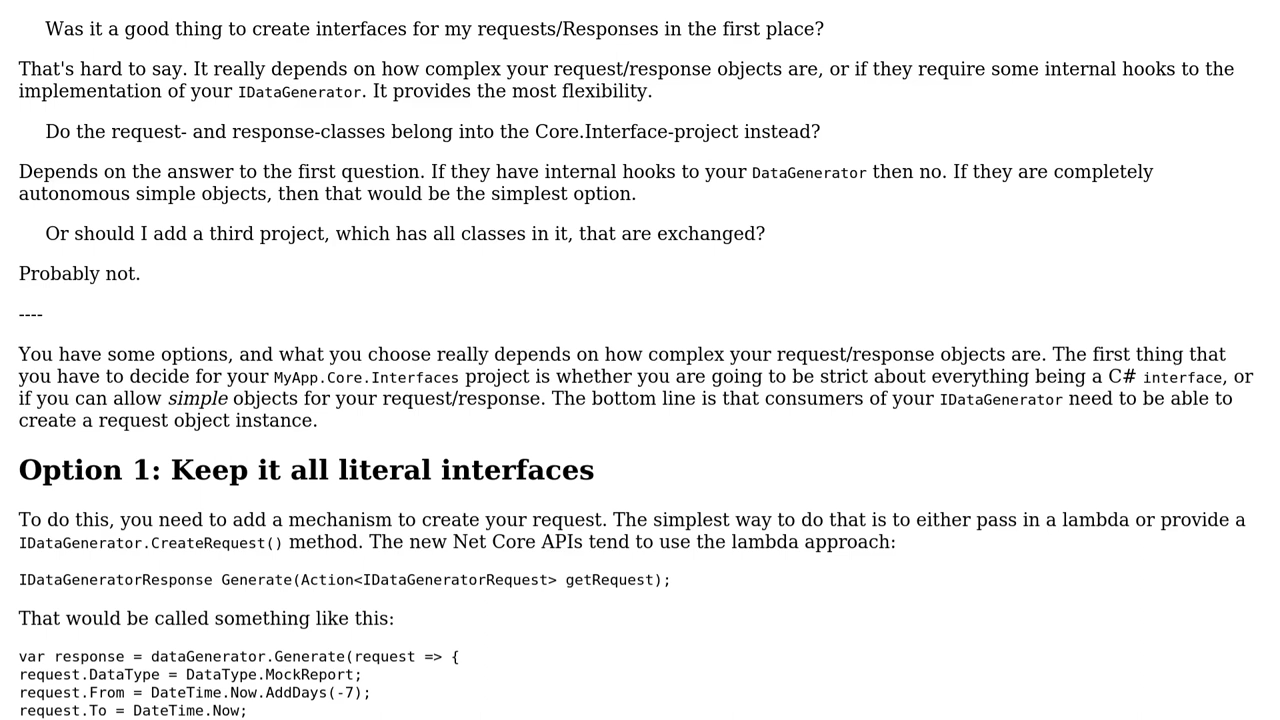 Was it a good thing to create interfaces for my requests/Responses in the first place?
That's hard to say. It really depends on how complex your request/response objects are, or if they require some internal hooks to the
implementation of your IDataGenerator. It provides the most flexibility.
Do the request- and response-classes belong into the Core.Interface-project instead?
Depends on the answer to the first question. If they have internal hooks to your DataGenerator then no. If they are completely
autonomous simple objects, then that would be the simplest option.
Or should I add a third project, which has all classes in it, that are exchanged?
Probably not.
----
You have some options, and what you choose really depends on how complex your request/response objects are. The first thing that
you have to decide for your MyApp.Core.Interfaces project is whether you are going to be strict about everything being a C# interface, or
if you can allow simple objects for your request/response. The bottom line is that consumers of your IDataGenerator need to be able to
create a request object instance.
Option 1: Keep it all literal interfaces
To do this, you need to add a mechanism to create your request. The simplest way to do that is to either pass in a lambda or provide a
IDataGenerator.CreateRequest() method. The new Net Core APIs tend to use the lambda approach:
IDataGeneratorResponse Generate(Action<IDataGeneratorRequest> getRequest);
That would be called something like this:
var response = dataGenerator.Generate(request => {
request.DataType = DataType.MockReport;
request.From = DateTime.Now.AddDays(-7);
request.To = DateTime.Now;